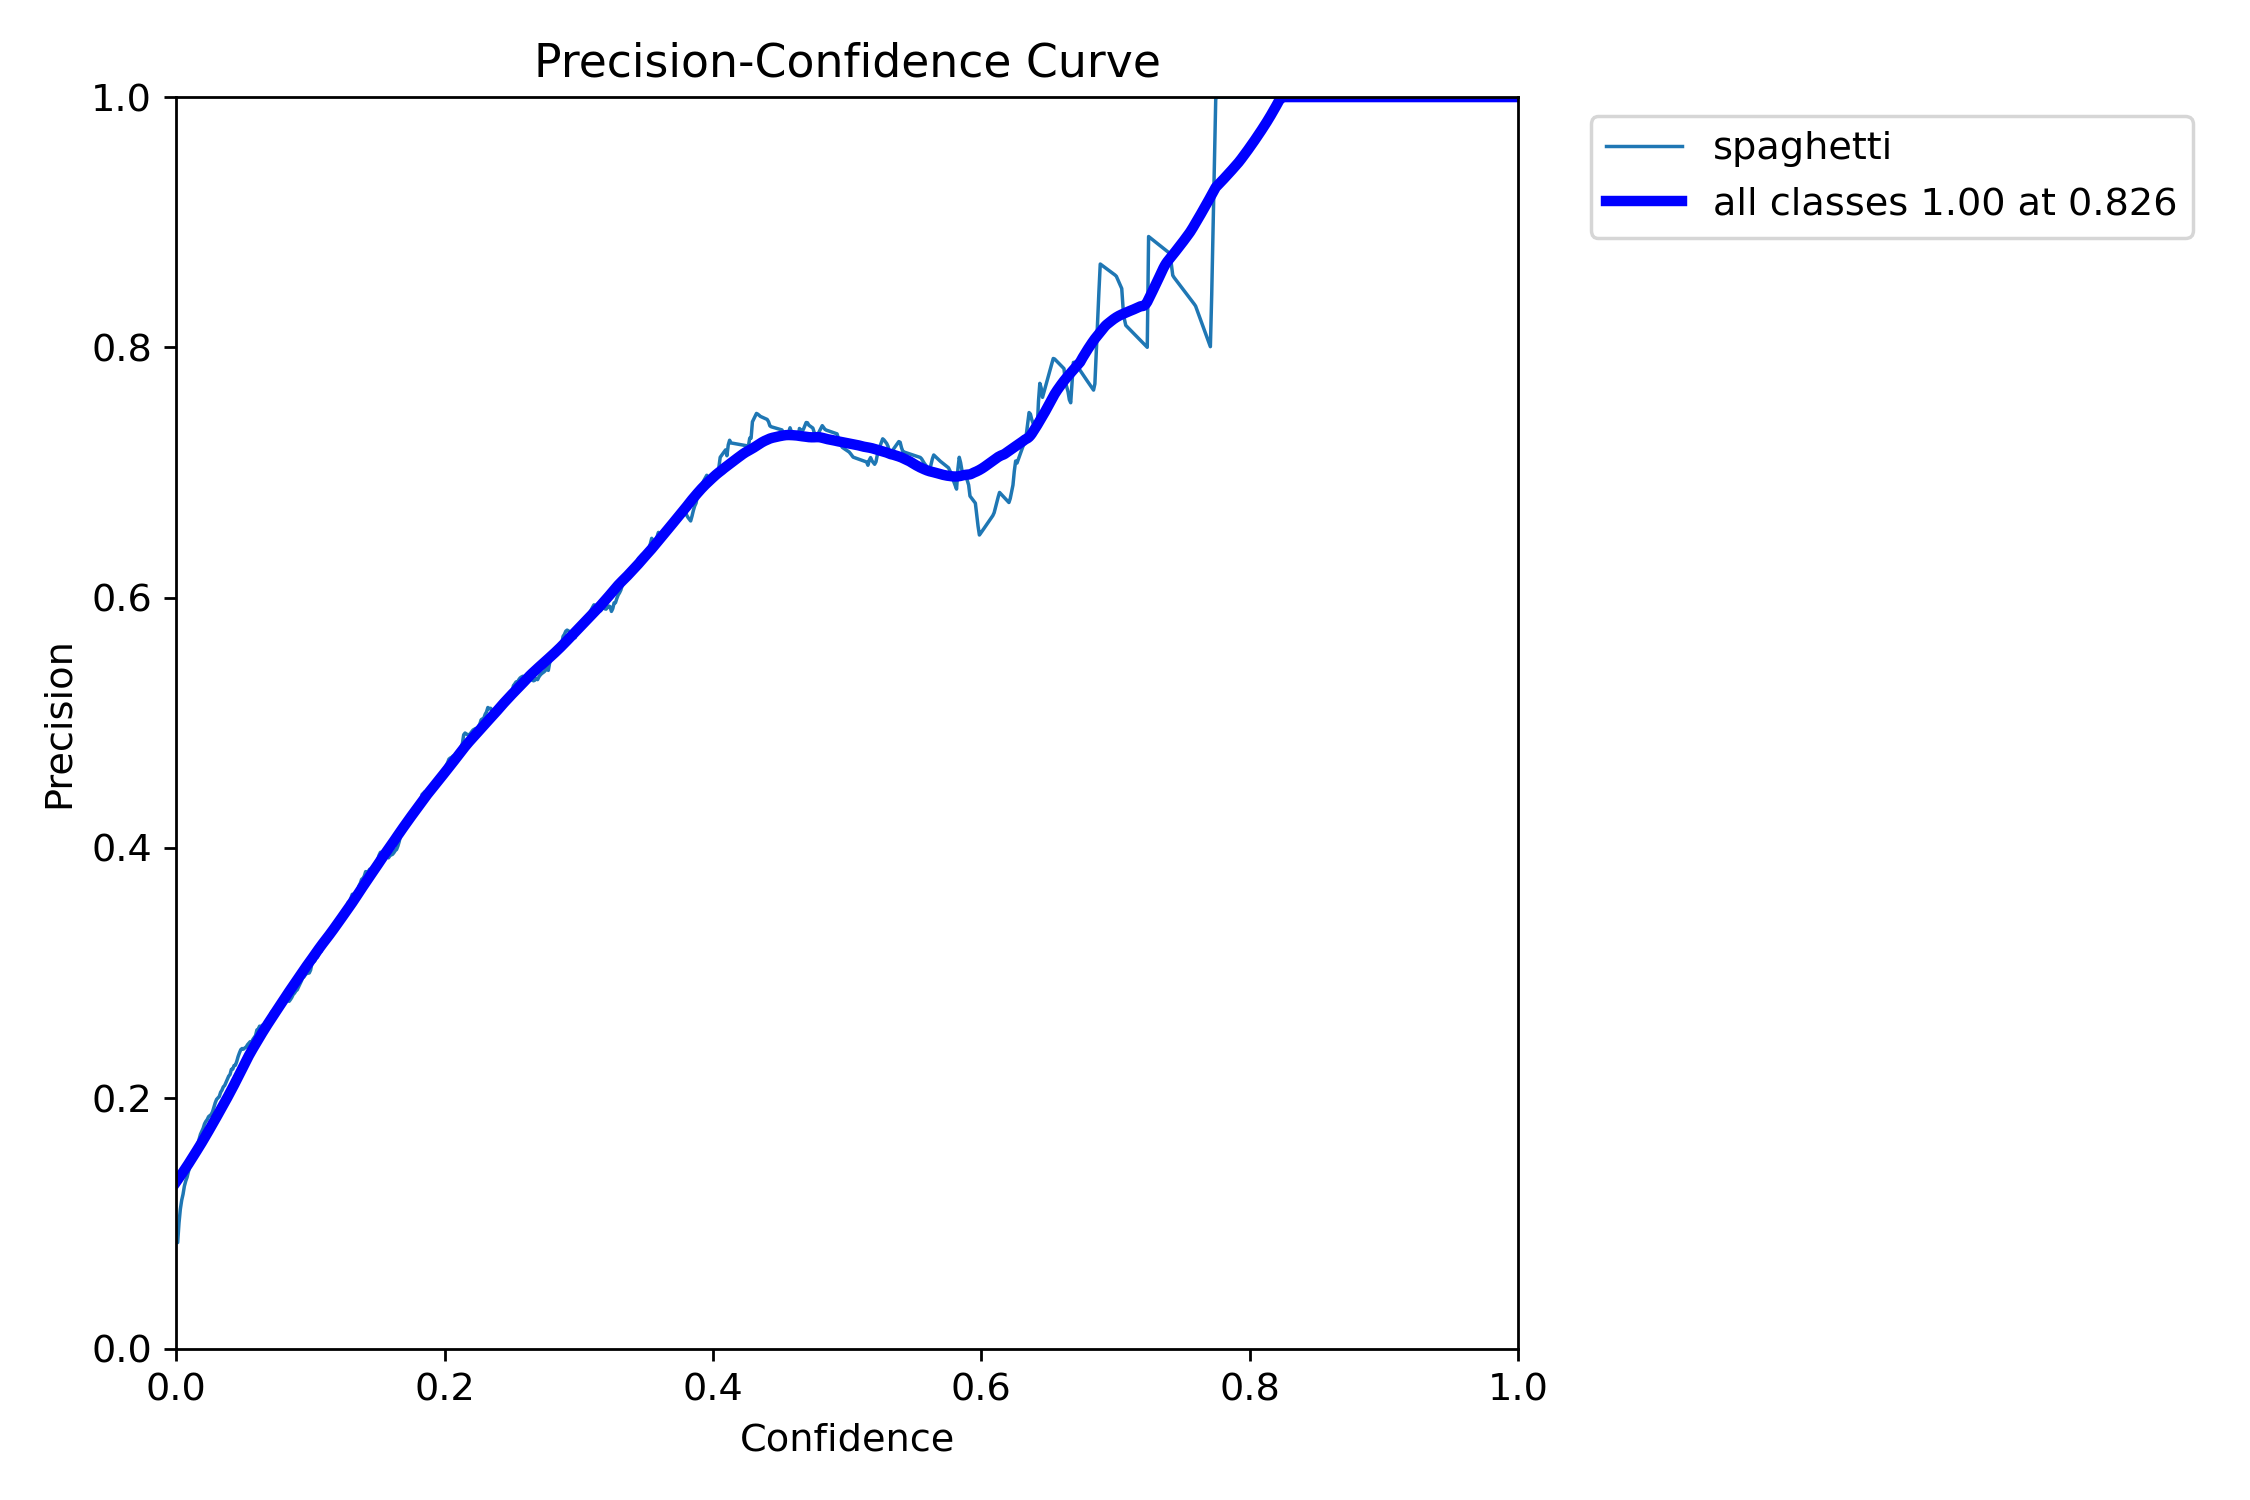 Precision-Confidence Curve
1.0
0.8
0.6
0.4
0.2
0.0
Precision
0.0 0.2 0.4 0.6 0.8 1.0
Confidence
spaghetti
all classes 1.00 at 0.826